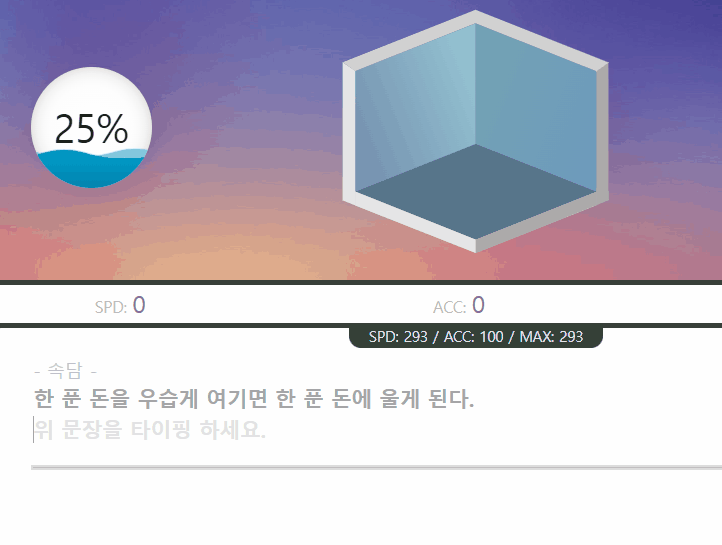 25%
SPD: 0 ACC: 0
SPD: 293 / ACC: 100 / MAX: 293
- 속담 -
한 푼 돈을 우습게 여기면 한 푼 돈에 울게 된다.
위 문장을 타이핑 하세요.